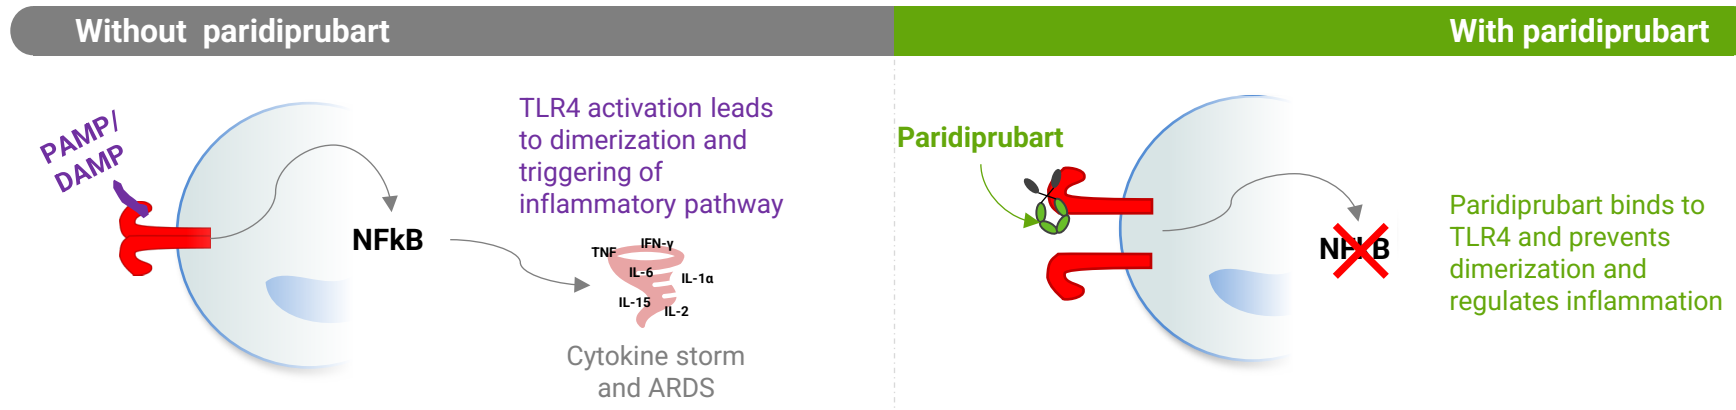 Without paridiprubart
With paridiprubart
PAMP/
DAMP
TLR4 activation leads
to dimerization and
triggering of
inflammatory pathway
NFkB
TNF
IFN-γ
IL-6
IL-1α
IL-15
IL-2
Cytokine storm
and ARDS
Paridiprubart
NFkB
Paridiprubart binds to
TLR4 and prevents
dimerization and
regulates inflammation